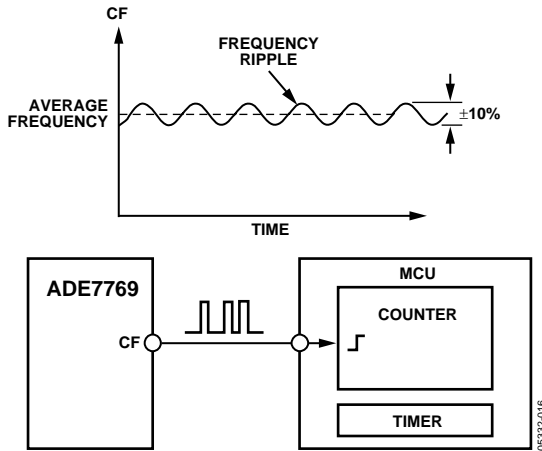 CF
FREQUENCY
RIPPLE
AVERAGE
FREQUENCY
±10%
TIME
ADE7769
CF
MCU
COUNTER
TIMER
05332-016